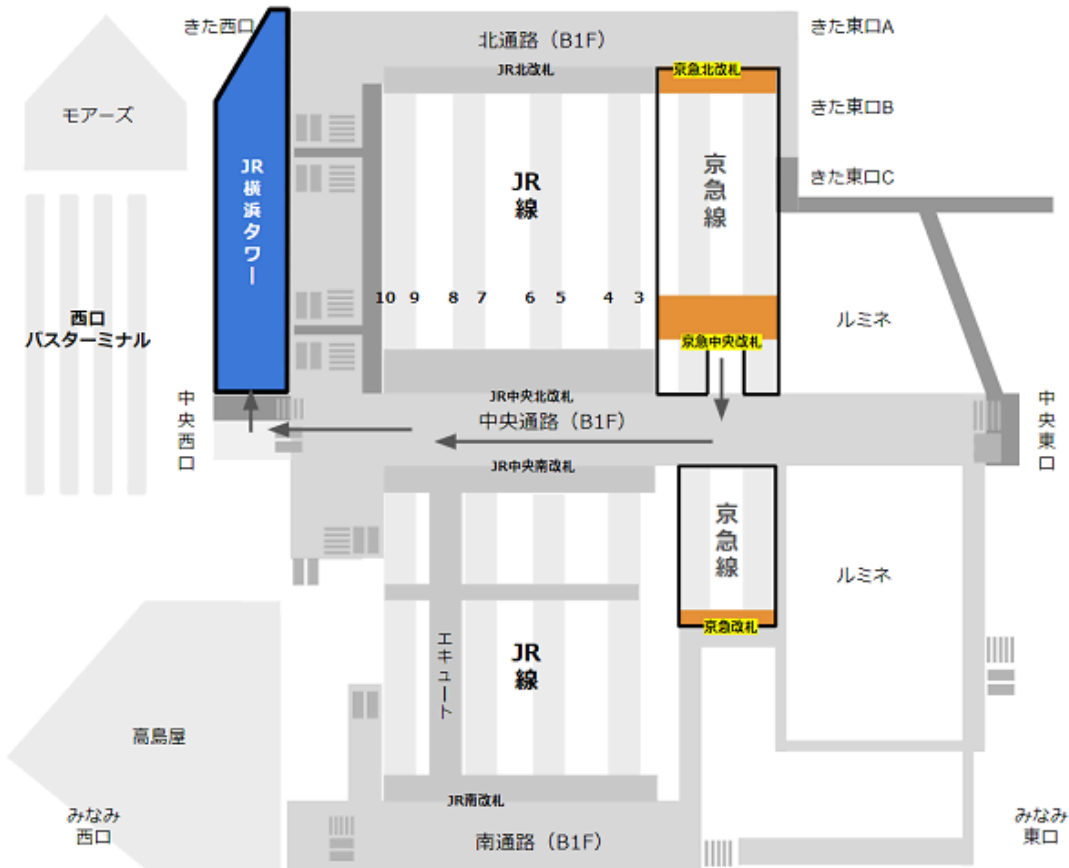 きた西口
北通路（B1F）
きた東口A
JR北改札
京急北改札
モアーズ
きた東口B
JR横浜タワー
JR
線
京急線
きた東口C
10 9 8 7 6 5 4 3
西口
バスターミナル
ルミネ
京急中央改札
JR中央北改札
中央西口
中央通路（B1F）
中央東口
JR中央南改札
京急線
ルミネ
京急改札
エキュート
JR
線
高島屋
JR南改札
みなみ
西口
南通路（B1F）
みなみ
東口